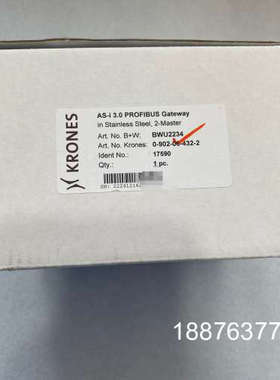 KRONES
AS-i 3.0 PROFIBUS Gateway
in Stainless Steel, 2-Master
Art. No. B+W: BWU2234
Art. No. Krones: 0-902-06-432-2
Ident No.: 17590
Qty.: 1 pc.
18876377